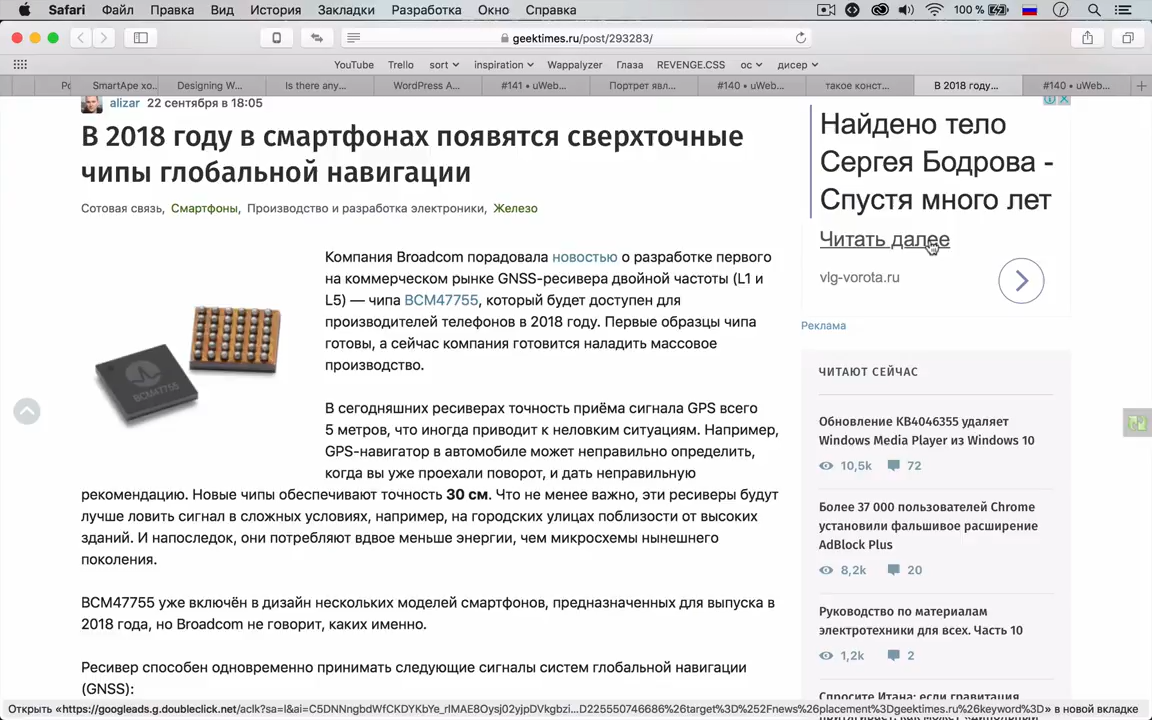 Safari Файл Правка Вид История Закладки Разработка Окно Справка 100 %
geektimes.ru/post/293283/
YouTube Trello sort inspiration Wappalyzer Глаза REVENGE.CSS ос дисер
SmartApe xo... Designing W... Is there any... WordPress A... #141 • uWeb... Портрет явл... #140 • uWeb... такое конст... В 2018 году... #140 • uWeb...
alizar 22 сентября в 18:05
В 2018 году в смартфонах появятся сверхточные
чипы глобальной навигации
Сотовая связь, Смартфоны, Производство и разработка электроники, Железо
Компания Broadcom порадовала новостью о разработке первого
на коммерческом рынке GNSS-ресивера двойной частоты (L1 и
L5) — чипа BCM47755, который будет доступен для
производителей телефонов в 2018 году. Первые образцы чипа
готовы, а сейчас компания готовится наладить массовое
производство.
BCM47755
В сегодняшних ресиверах точность приёма сигнала GPS всего
5 метров, что иногда приводит к неловким ситуациям. Например,
GPS-навигатор в автомобиле может неправильно определить,
когда вы уже проехали поворот, и дать неправильную
рекомендацию. Новые чипы обеспечивают точность 30 см. Что не менее важно, эти ресиверы будут
лучше ловить сигнал в сложных условиях, например, на городских улицах поблизости от высоких
зданий. И напоследок, они потребляют вдвое меньше энергии, чем микросхемы нынешнего
поколения.
BCM47755 уже включён в дизайн нескольких моделей смартфонов, предназначенных для выпуска в
2018 года, но Broadcom не говорит, каких именно.
Ресивер способен одновременно принимать следующие сигналы систем глобальной навигации
(GNSS):
Найдено тело
Сергея Бодрова -
Спустя много лет
Читать далее
vlg-vorota.ru
Реклама
ЧИТАЮТ СЕЙЧАС
Обновление KB4046355 удаляет
Windows Media Player из Windows 10
10,5k 72
Более 37 000 пользователей Chrome
установили фальшивое расширение
AdBlock Plus
8,2k 20
Руководство по материалам
электротехники для всех. Часть 10
1,2k 2
Спросите Итана: если гравитация
Открыть «https://googleads.g.doubleclick.net/aclk?sa=l&ai=C5DNNngbdWfCKDYKbYe_rIMAE8Oysj02yjpDVkgbzi...D225550746686%26target%3D%252Fnews%26placement%3Dgeektimes.ru%26keyword%3D» в новой вкладке